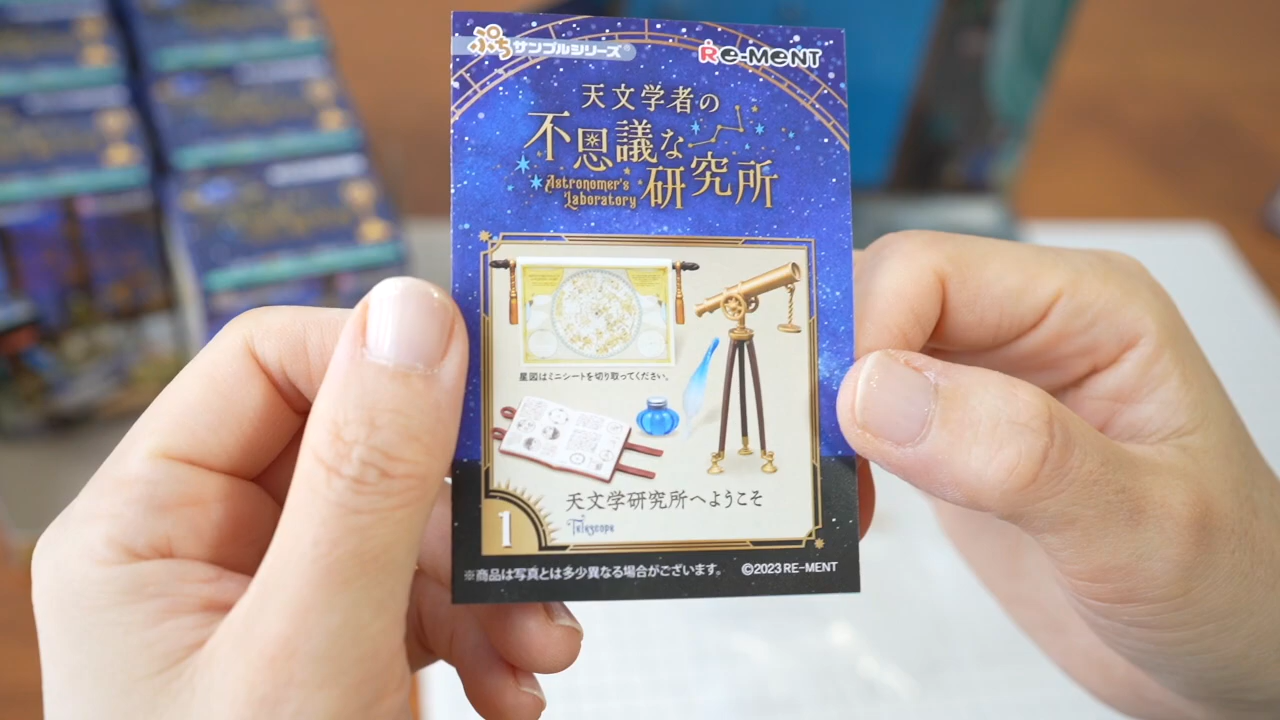 ぷちサンプルシリーズ
Re-MeNT
天文学者の
不思議な
研究所
Astronomer's
Laboratory
星図はミニシートを切り取ってください。
天文学研究所へようこそ
Telescope
1
※商品は写真とは多少異なる場合がございます。
©2023 RE-MENT